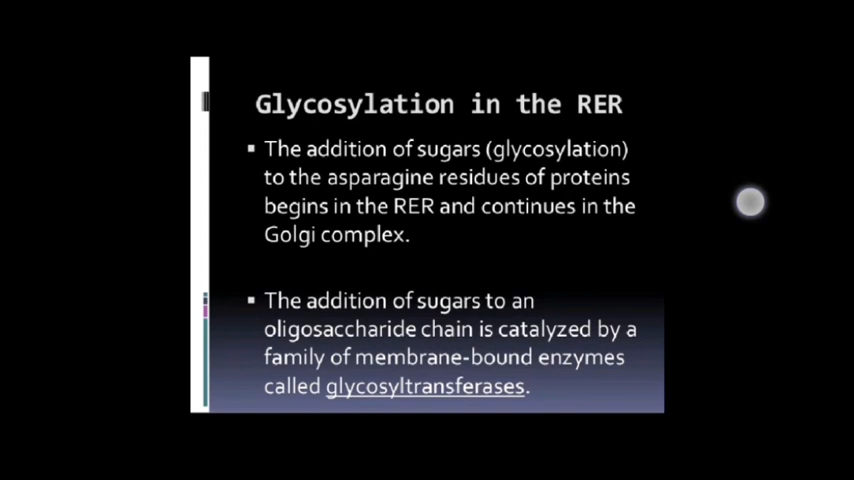 Glycosylation in the RER
▪ The addition of sugars (glycosylation)
to the asparagine residues of proteins
begins in the RER and continues in the
Golgi complex.
▪ The addition of sugars to an
oligosaccharide chain is catalyzed by a
family of membrane-bound enzymes
called glycosyltransferases.